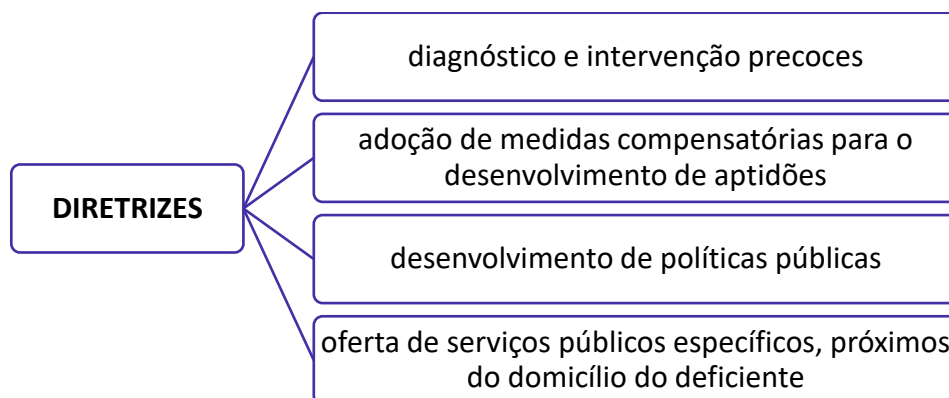 diagnóstico e intervenção precoces
adoção de medidas compensatórias para o
desenvolvimento de aptidões
DIRETRIZES
desenvolvimento de políticas públicas
oferta de serviços públicos específicos, próximos
do domicílio do deficiente